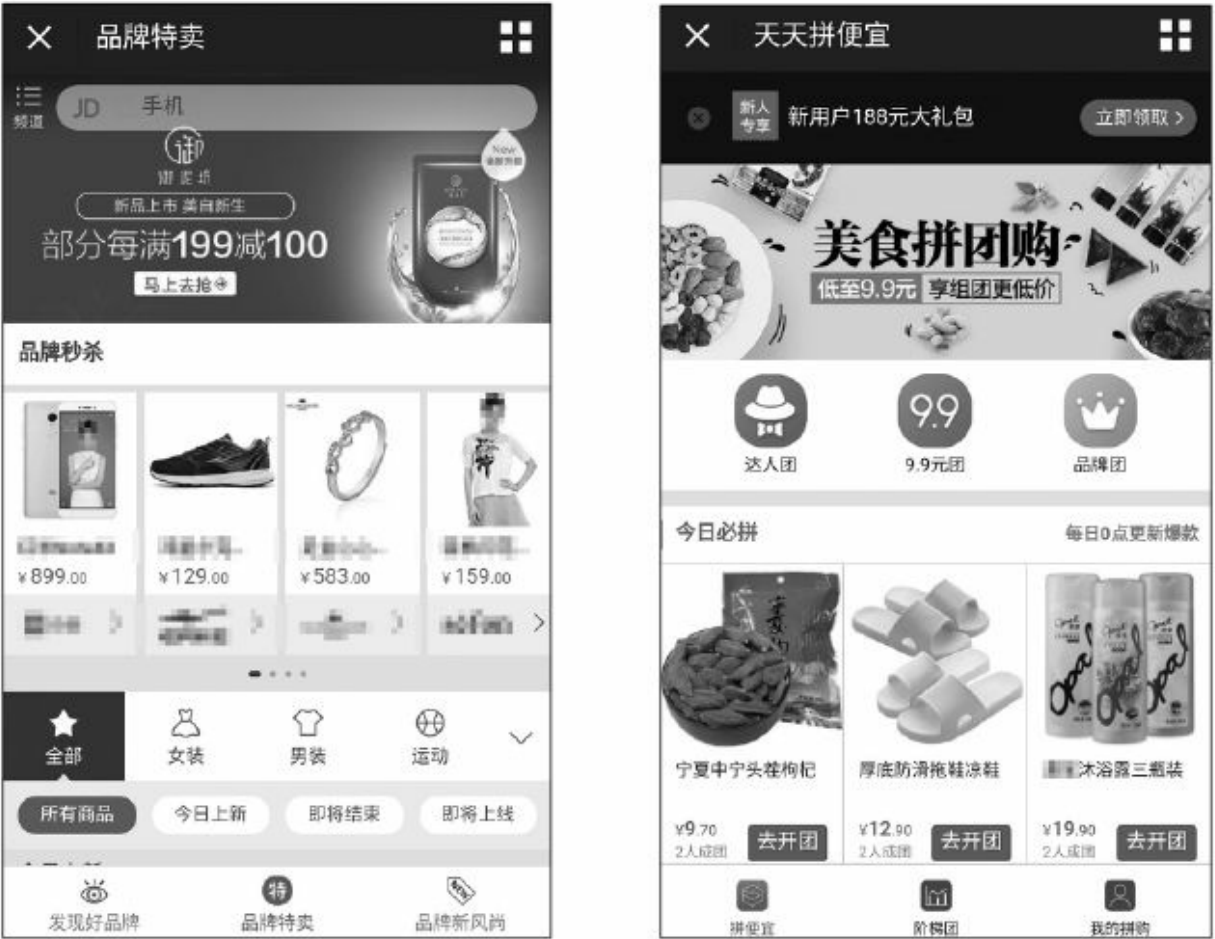 品牌特卖
频道
JD 手机
御
御泥坊
New
新品上市 美自新生
部分每满199减100
马上去抢
品牌秒杀
¥899.00
¥129.00
¥583.00
¥159.00
全部
女装
男装
运动
所有商品
今日上新
即将结束
即将上线
发现好品牌
特
品牌特卖
NEW
品牌新风尚
天天拼便宜
新人
专享
新用户188元大礼包
立即领取
美食拼团购
低至9.9元 享组团更低价
达人团
9.9
9.9元团
品牌团
今日必拼
每日0点更新爆款
宁夏中宁头茬枸杞
厚底防滑拖鞋凉鞋
沐浴露三瓶装
¥9.70
2人成团
去开团
¥12.90
2人成团
去开团
¥19.90
2人成团
去开团
拼便宜
阶梯团
我的拼购